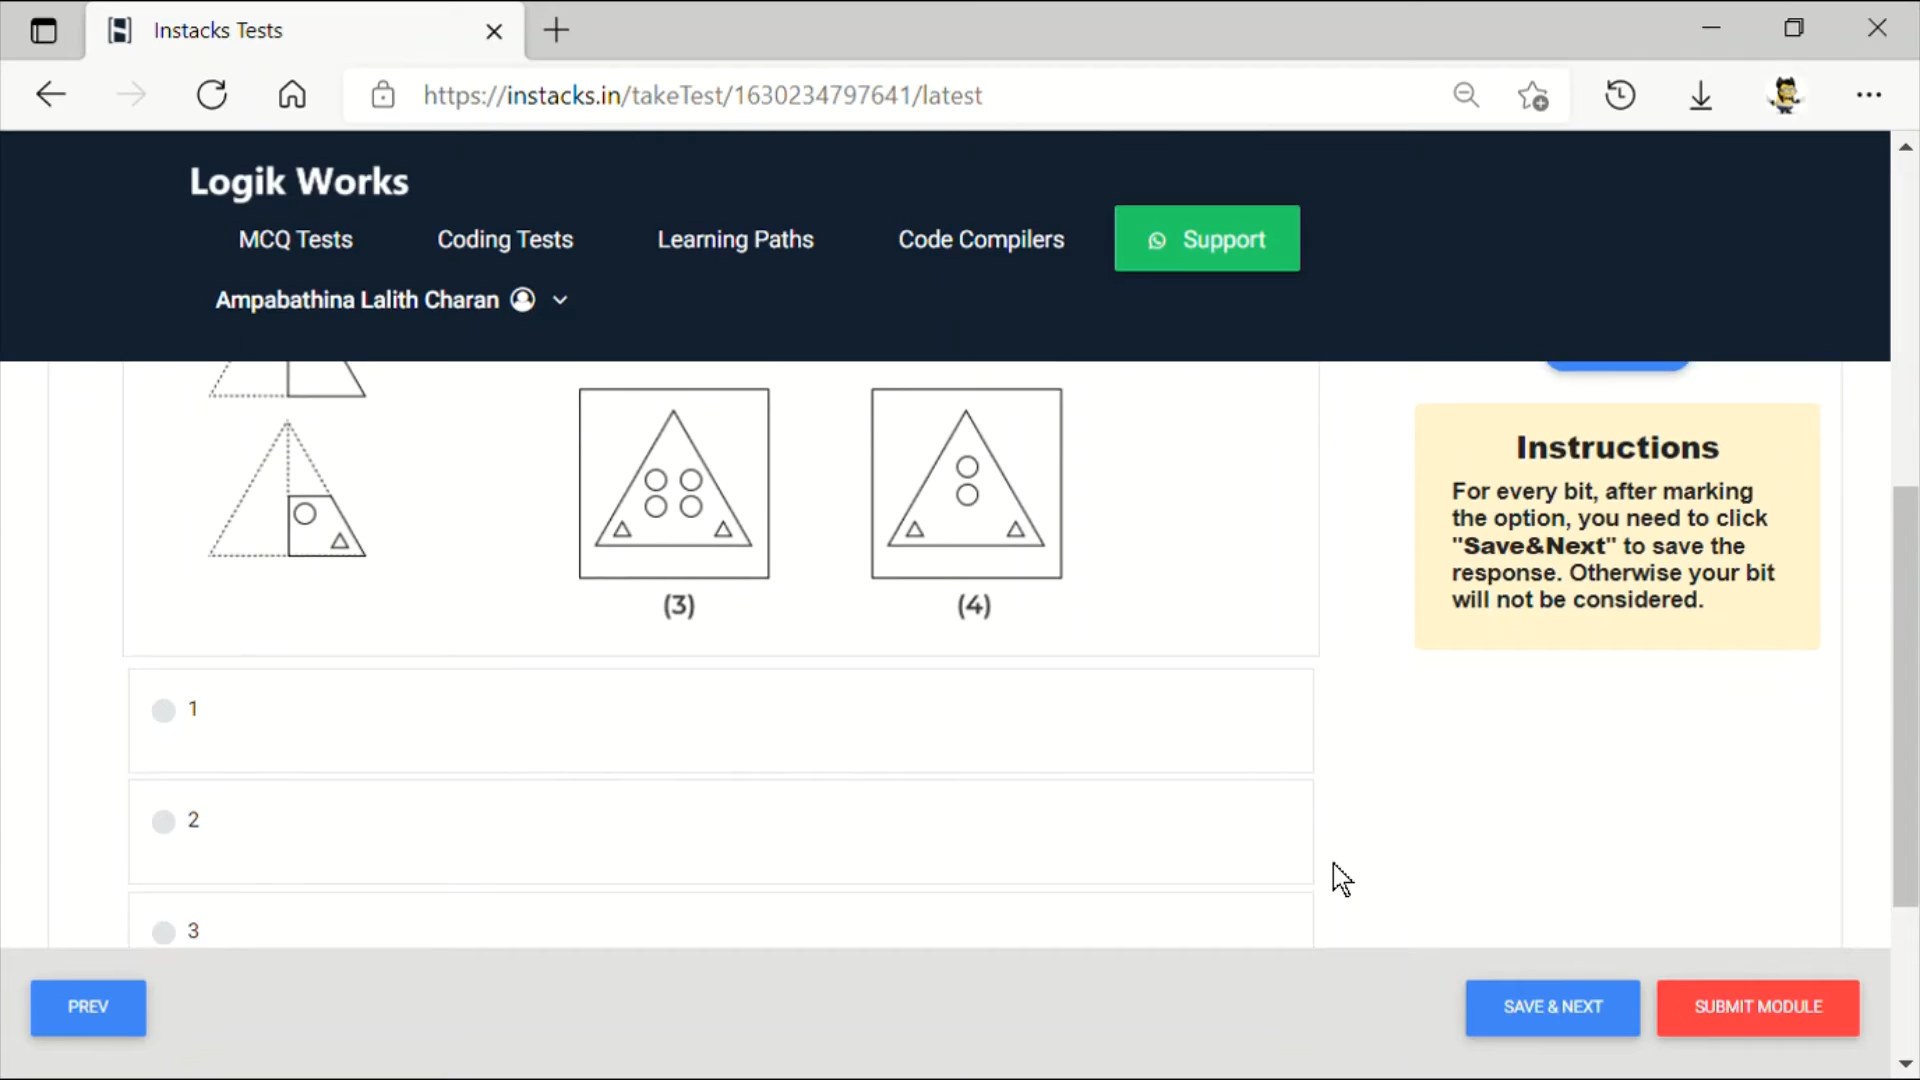 Instacks Tests
https://instacks.in/takeTest/1630234797641/latest
Logik Works
MCQ Tests
Coding Tests
Learning Paths
Code Compilers
Support
Ampabathina Lalith Charan
(3)
(4)
Instructions
For every bit, after marking
the option, you need to click
"Save&Next" to save the
response. Otherwise your bit
will not be considered.
1
2
3
PREV
SAVE & NEXT
SUBMIT MODULE